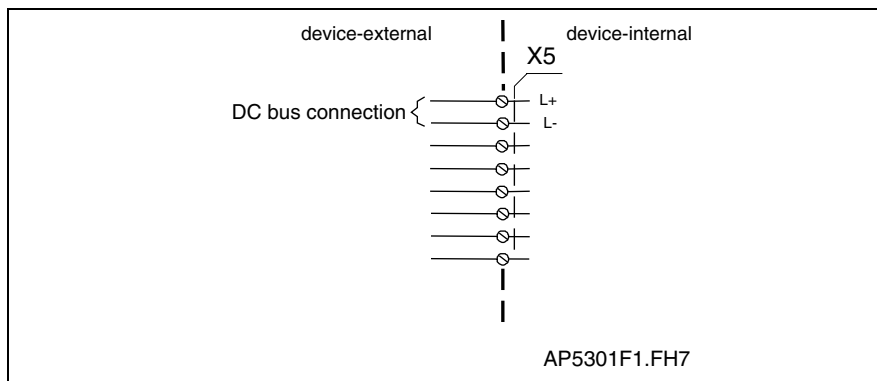 device-external
device-internal
X5
DC bus connection
L+
L-
AP5301F1.FH7